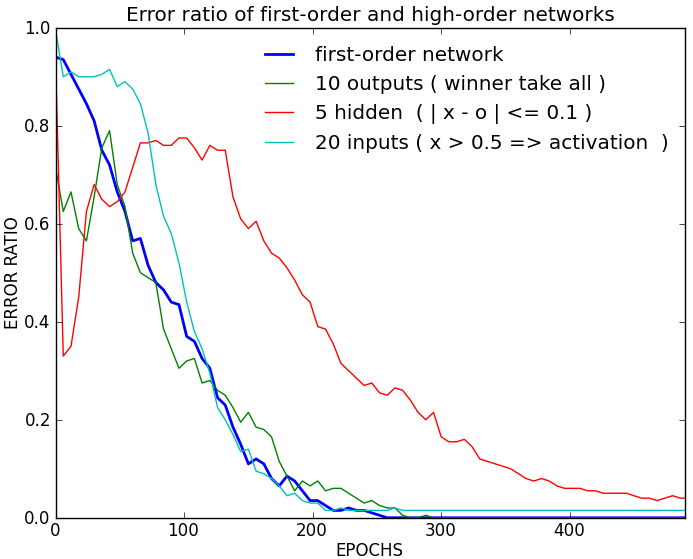 Error ratio of first-order and high-order networks
first-order network
10 outputs ( winner take all )
5 hidden  ( | x - o | <= 0.1 )
20 inputs ( x > 0.5 => activation  )
ERROR RATIO
1.0
0.8
0.6
0.4
0.2
0.0
0 100 200 300 400
EPOCHS